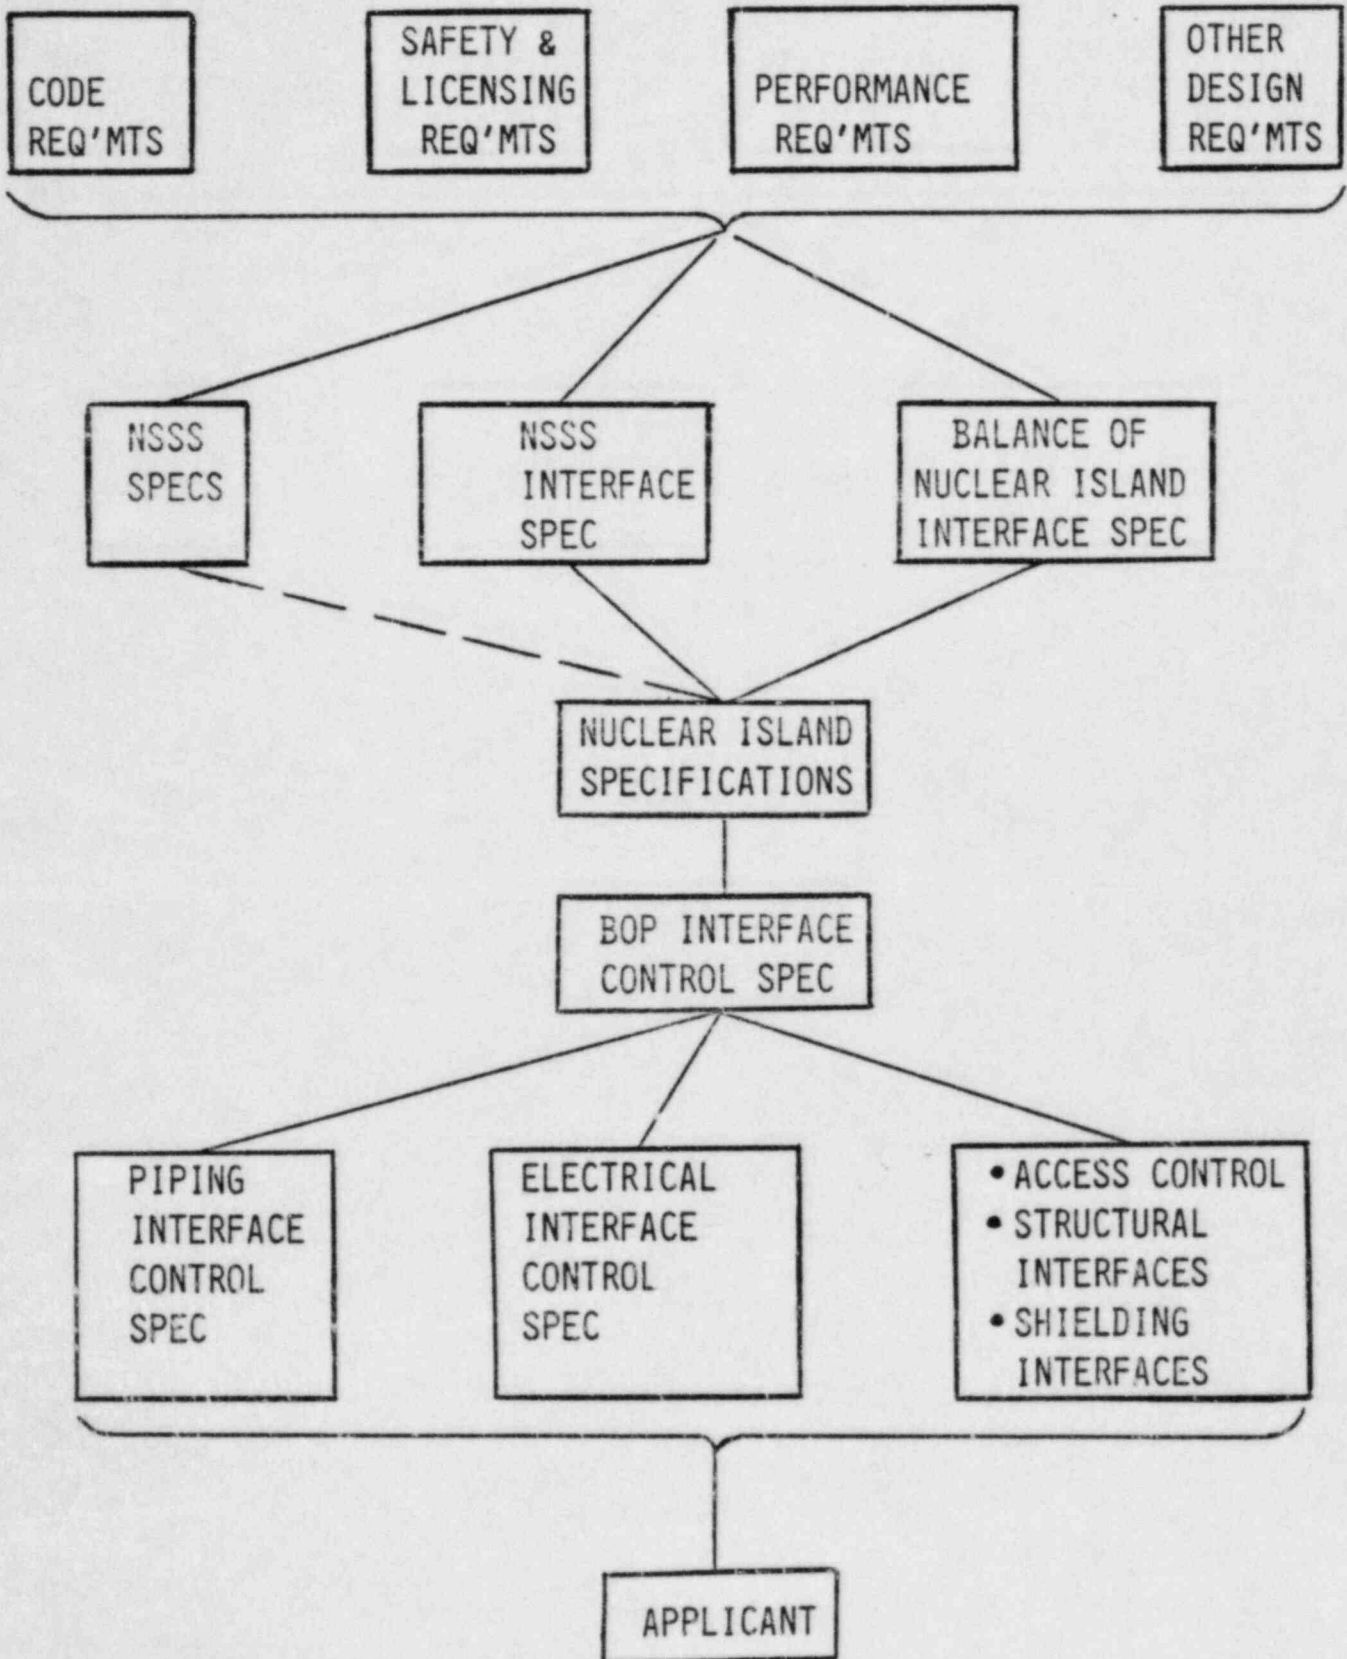 CODE
REQ'MTS
SAFETY &
LICENSING
REQ'MTS
PERFORMANCE
REQ'MTS
OTHER
DESIGN
REQ'MTS
NSSS
SPECS
NSSS
INTERFACE
SPEC
BALANCE OF
NUCLEAR ISLAND
INTERFACE SPEC
NUCLEAR ISLAND
SPECIFICATIONS
BOP INTERFACE
CONTROL SPEC
PIPING
INTERFACE
CONTROL
SPEC
ELECTRICAL
INTERFACE
CONTROL
SPEC
• ACCESS CONTROL
• STRUCTURAL
INTERFACES
• SHIELDING
INTERFACES
APPLICANT